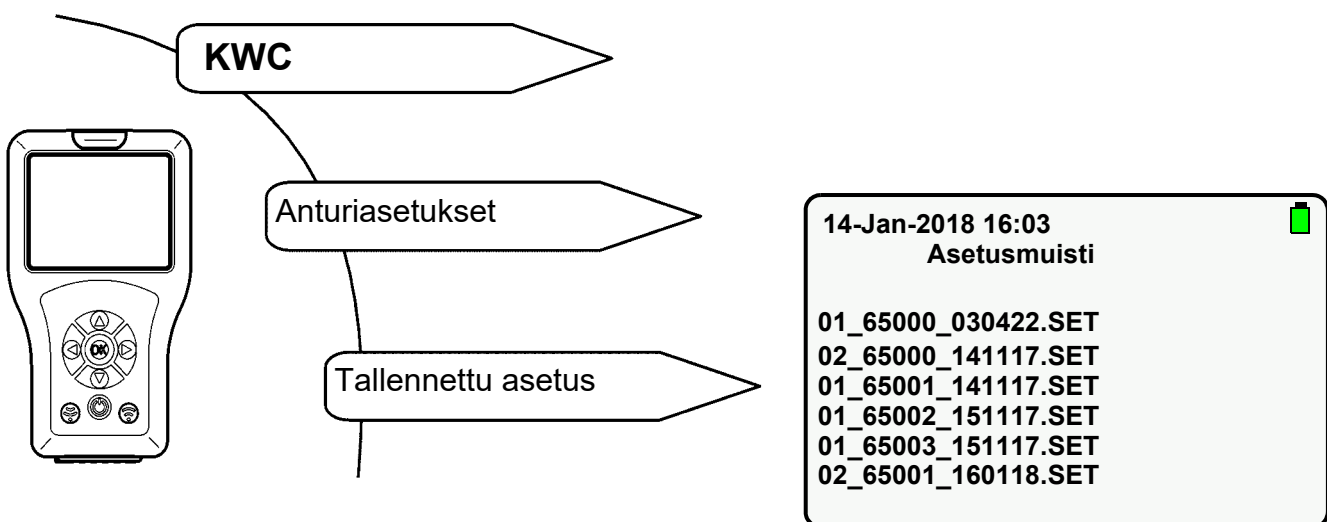 KWC
Anturiasetukset
Tallennettu asetus
OK
14-Jan-2018 16:03
Asetusmuisti
01_65000_030422.SET
02_65000_141117.SET
01_65001_141117.SET
01_65002_151117.SET
01_65003_151117.SET
02_65001_160118.SET